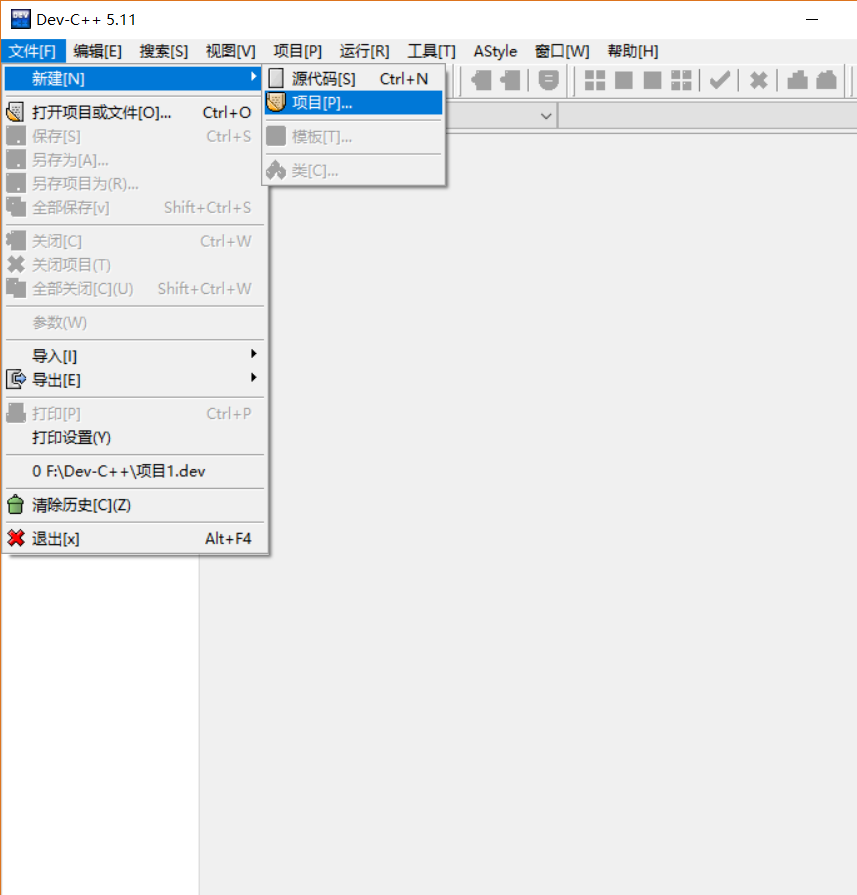 Dev-C++ 5.11
文件[F] 编辑[E] 搜索[S] 视图[V] 项目[P] 运行[R] 工具[T] AStyle 窗口[W] 帮助[H]
新建[N]
源代码[S] Ctrl+N
项目[P]...
模板[T]...
类[C]...
打开项目或文件[O]... Ctrl+O
保存[S] Ctrl+S
另存为[A]...
另存项目为(R)...
全部保存[v] Shift+Ctrl+S
关闭[C] Ctrl+W
关闭项目(T)
全部关闭[C](U) Shift+Ctrl+W
参数(W)
导入[I]
导出[E]
打印[P] Ctrl+P
打印设置(Y)
0 F:\Dev-C++\项目1.dev
清除历史[C](Z)
退出[x] Alt+F4